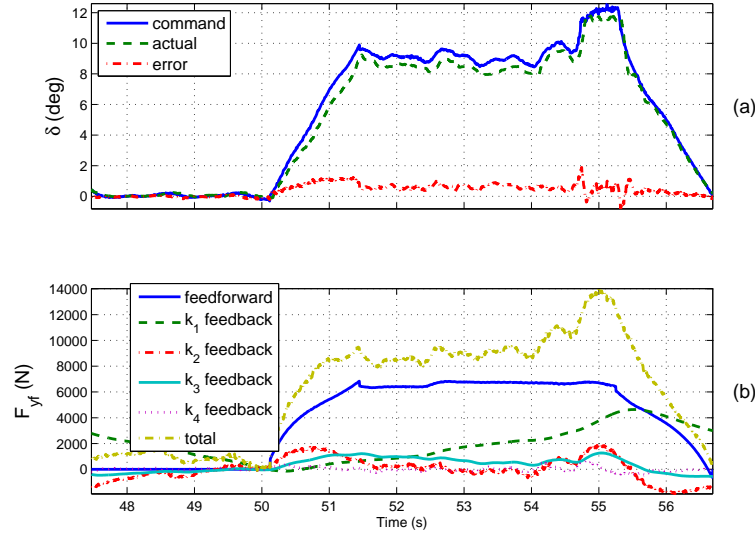 12
10
8
6
4
2
0
δ (deg)
command
actual
error
(a)
14000
12000
10000
8000
6000
4000
2000
0
F_yf (N)
feedforward
k_1 feedback
k_2 feedback
k_3 feedback
k_4 feedback
total
(b)
48 49 50 51 52 53 54 55 56
Time (s)